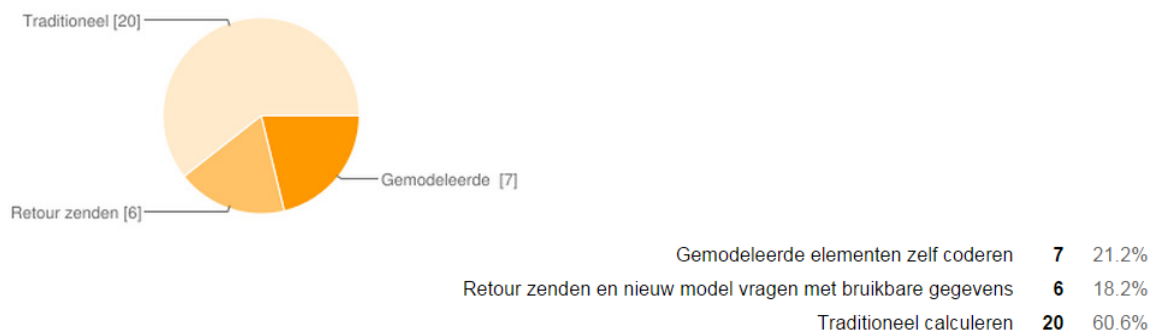 Traditioneel [20]
Gemodeleerde [7]
Retour zenden [6]
Gemodeleerde elementen zelf coderen 7 21.2%
Retour zenden en nieuw model vragen met bruikbare gegevens 6 18.2%
Traditioneel calculeren 20 60.6%